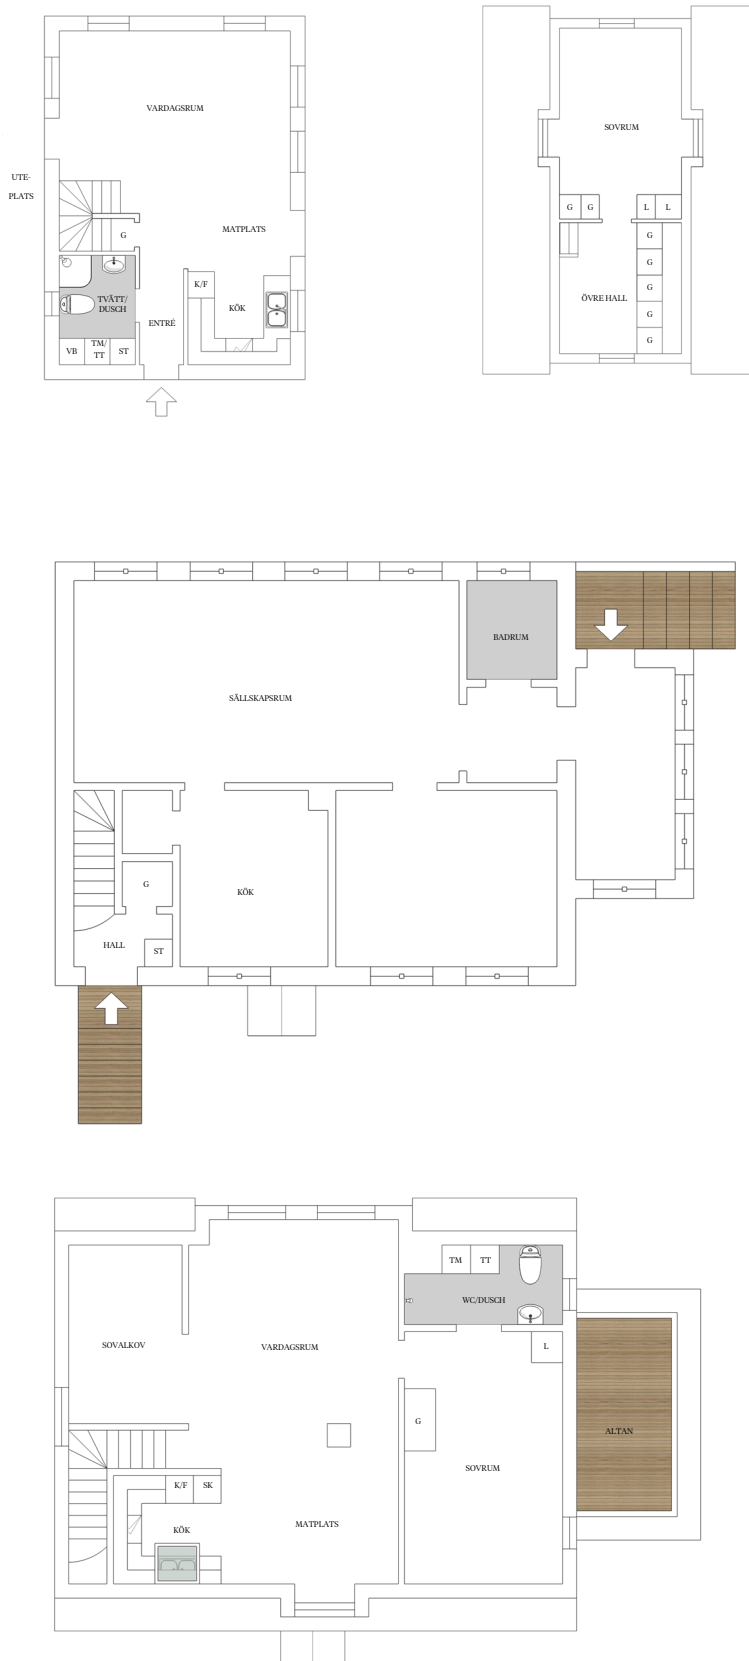 VARDAGSRUM
UTE-
PLATS
MATPLATS
G
TVÄTT/
DUSCH
K/F
KÖK
ENTRÉ
VB
TM/
TT
ST
SOVRUM
G
G
L
L
G
G
G
G
G
ÖVRE HALL
BADRUM
SÄLLSKAPSRUM
G
KÖK
HALL
ST
TM
TT
WC/DUSCH
SOVALKOV
VARDAGSRUM
L
G
ALTAN
SOVRUM
K/F
SK
KÖK
MATPLATS